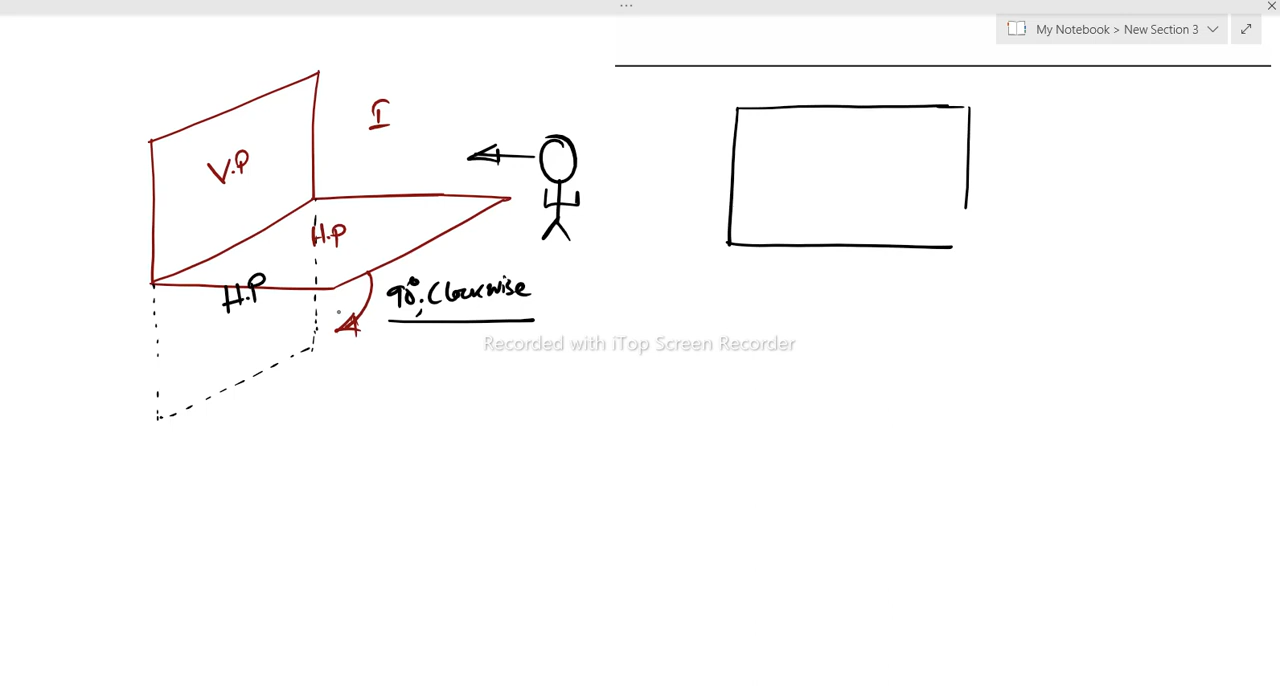 My Notebook > New Section 3
I
V.P
H.P
H.P
90°, Clockwise
Recorded with iTop Screen Recorder